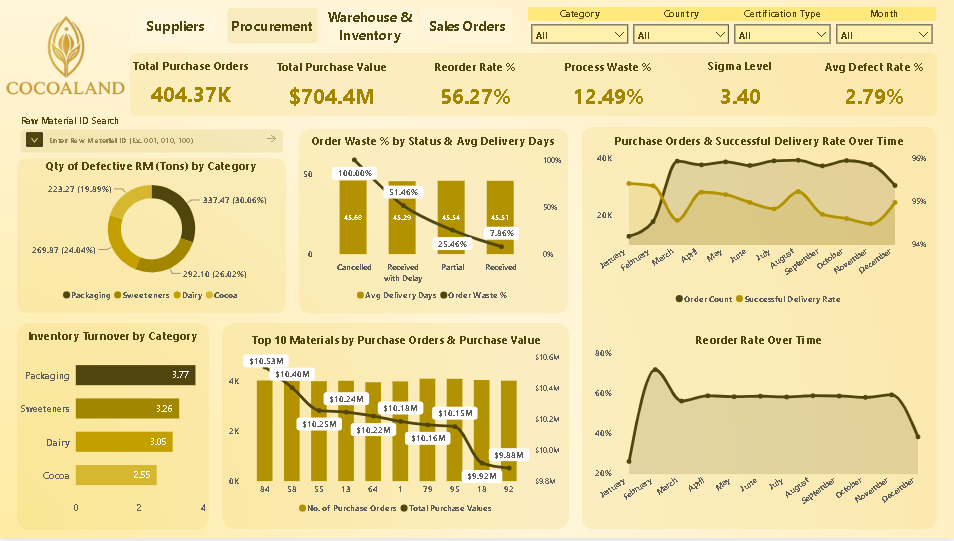 COCOALAND
Suppliers
Procurement
Warehouse &
Inventory
Sales Orders
Category
Country
Certification Type
Month
All
All
All
All
Total Purchase Orders
404.37K
Total Purchase Value
$704.4M
Reorder Rate %
56.27%
Process Waste %
12.49%
Sigma Level
3.40
Avg Defect Rate %
2.79%
Raw Material ID Search
Enter Raw Material ID (Ex. 001, 010, 100)
Qty of Defective RM (Tons) by Category
223.27 (19.89%)
337.47 (30.06%)
269.87 (24.04%)
292.10 (26.02%)
Packaging Sweeteners Dairy Cocoa
Order Waste % by Status & Avg Delivery Days
50
0
100%
50%
0%
100.00%
51.46%
25.46%
7.86%
45.68
45.29
45.54
45.51
Cancelled
Received
with Delay
Partial
Received
Avg Delivery Days Order Waste %
Purchase Orders & Successful Delivery Rate Over Time
40K
20K
96%
95%
94%
January
February
March
April
May
June
July
August
September
October
November
December
Order Count Successful Delivery Rate
Inventory Turnover by Category
Packaging
3.77
Sweeteners
3.26
Dairy
3.05
Cocoa
2.55
0 2 4
Top 10 Materials by Purchase Orders & Purchase Value
4K
2K
0K
$10.6M
$10.4M
$10.2M
$10.0M
$9.8M
$10.53M
$10.40M
$10.25M
$10.24M
$10.22M
$10.18M
$10.16M
$10.15M
$9.92M
$9.88M
84 58 55 13 64 1 79 95 18 92
No. of Purchase Orders Total Purchase Values
Reorder Rate Over Time
80%
60%
40%
20%
January
February
March
April
May
June
July
August
September
October
November
December